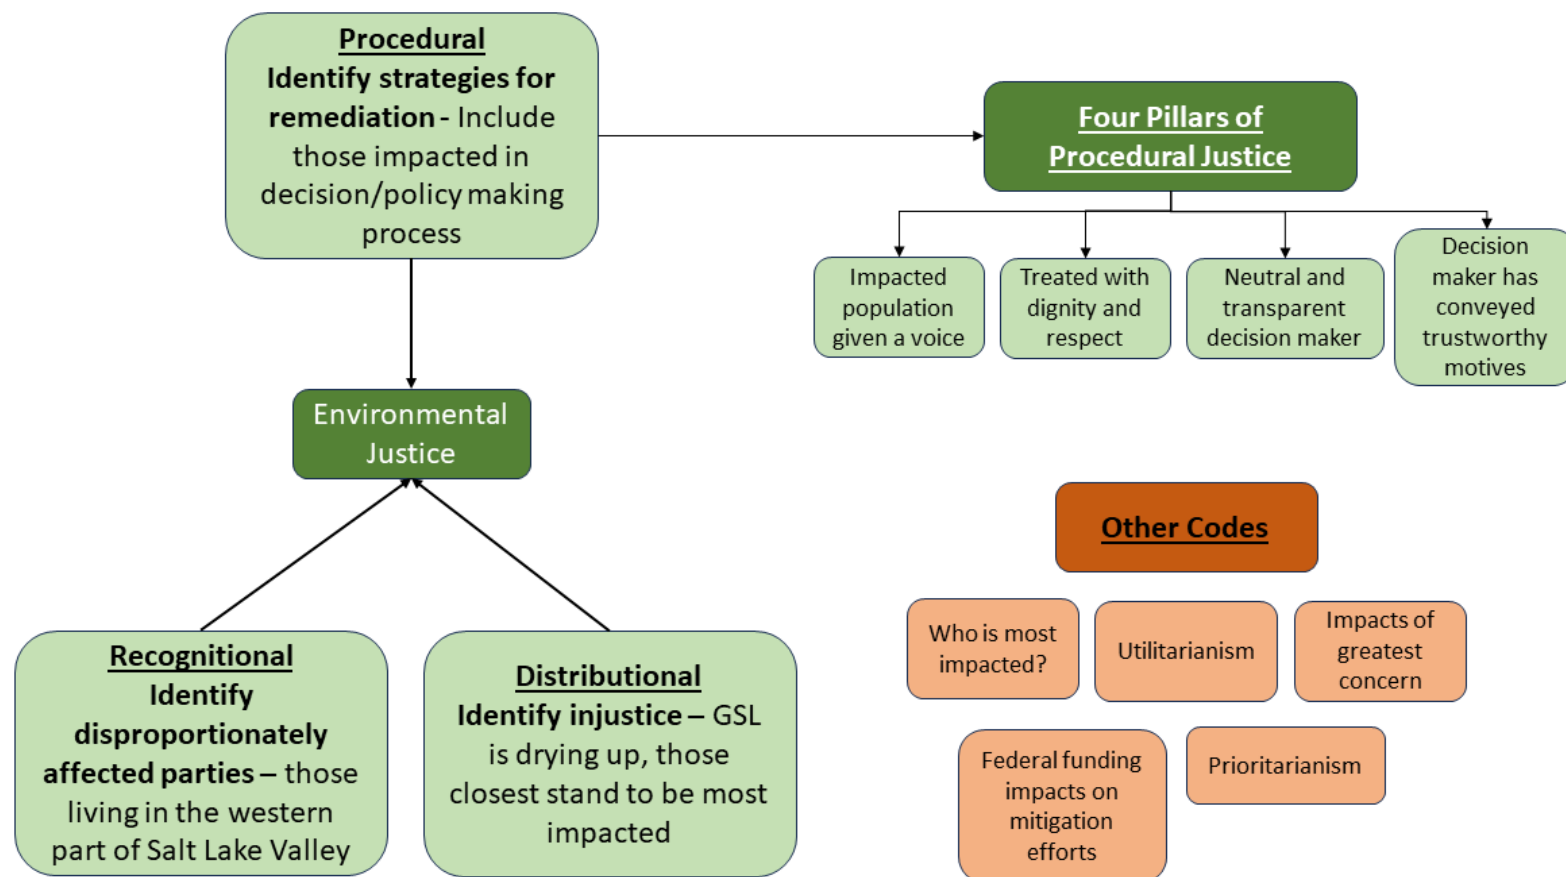 Procedural
Identify strategies for
remediation - Include
those impacted in
decision/policy making
process
Four Pillars of
Procedural Justice
Impacted
population
given a voice
Treated with
dignity and
respect
Neutral and
transparent
decision maker
Decision
maker has
conveyed
trustworthy
motives
Environmental
Justice
Recognitional
Identify
disproportionately
affected parties – those
living in the western
part of Salt Lake Valley
Distributional
Identify injustice – GSL
is drying up, those
closest stand to be most
impacted
Other Codes
Who is most
impacted?
Utilitarianism
Impacts of
greatest
concern
Federal funding
impacts on
mitigation
efforts
Prioritarianism